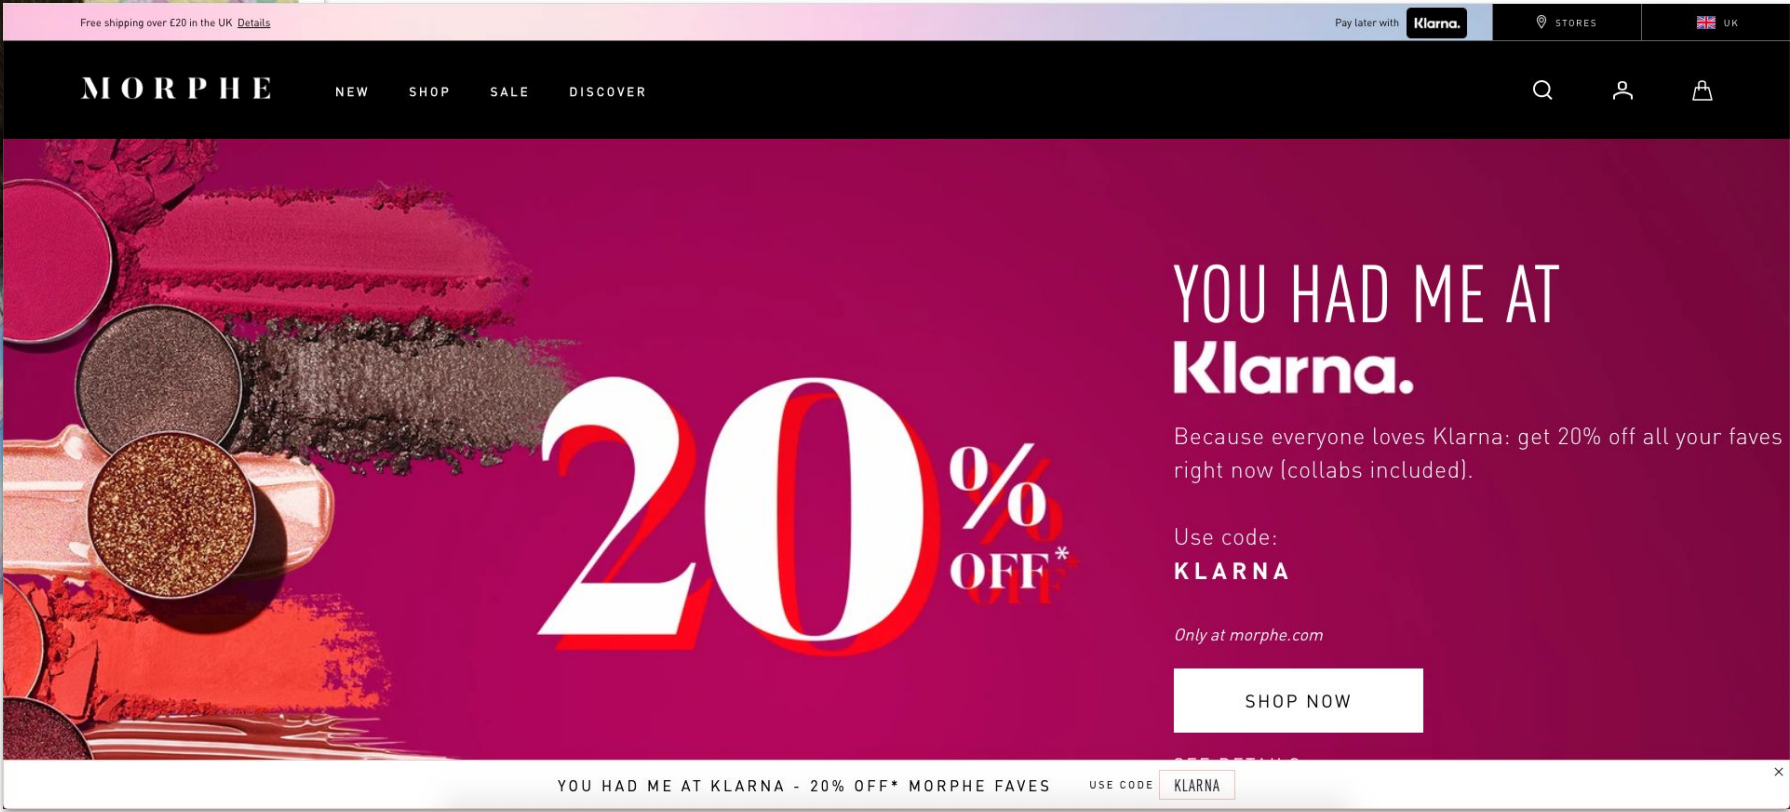 Free shipping over £20 in the UK Details
Pay later with Klarna.
STORES
UK
MORPHE
NEW SHOP SALE DISCOVER
YOU HAD ME AT
Klarna.
20% OFF*
Because everyone loves Klarna: get 20% off all your faves
right now (collabs included).
Use code:
KLARNA
Only at morphe.com
SHOP NOW
SEE DETAILS
YOU HAD ME AT KLARNA - 20% OFF* MORPHE FAVES USE CODE KLARNA